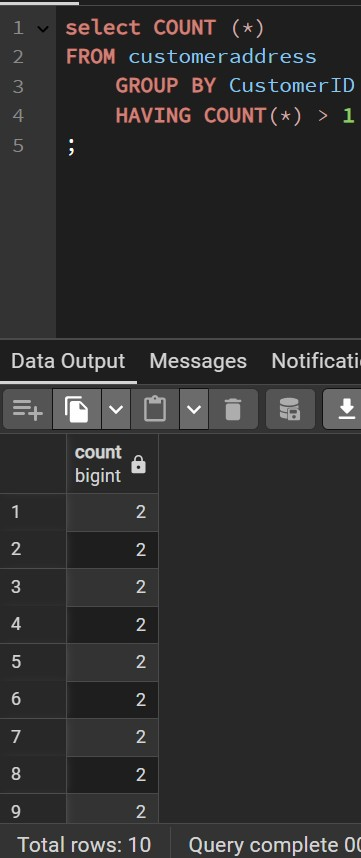 1 select COUNT (*)
2 FROM customeraddress
3 GROUP BY CustomerID
4 HAVING COUNT(*) > 1
5 ;
Data Output Messages
count
bigint
1 2
2 2
3 2
4 2
5 2
6 2
7 2
8 2
9 2
Total rows: 10 Query complete